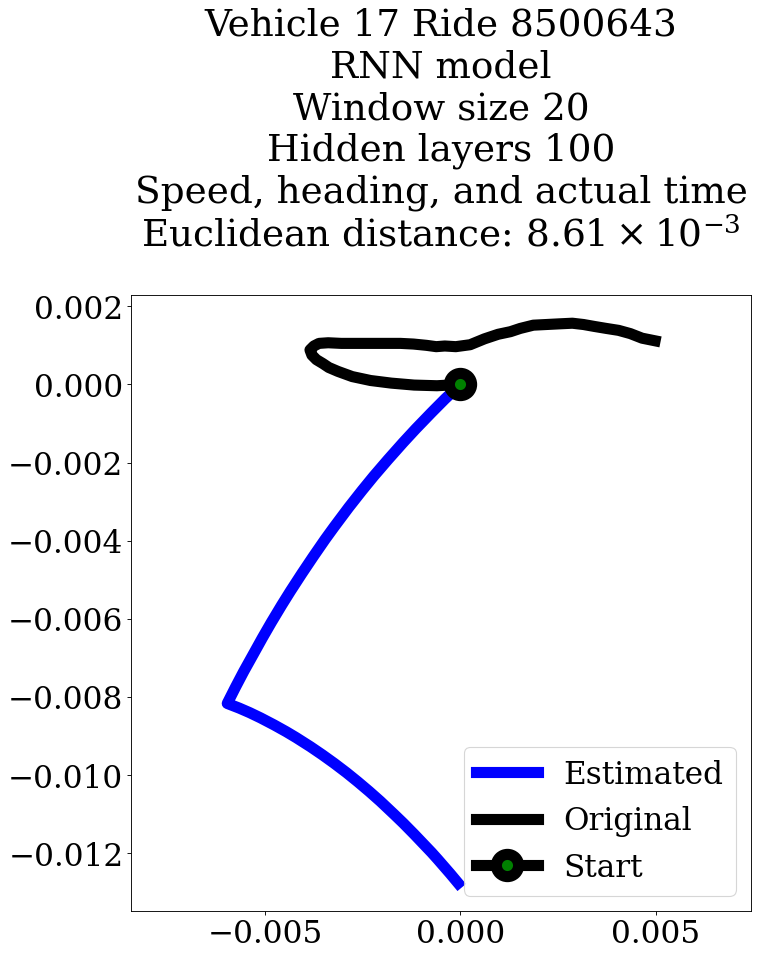 Vehicle 17 Ride 8500643
RNN model
Window size 20
Hidden layers 100
Speed, heading, and actual time
Euclidean distance: 8.61 × 10⁻³
0.002
0.000
−0.002
−0.004
−0.006
−0.008
−0.010
−0.012
Estimated
Original
Start
−0.005 0.000 0.005